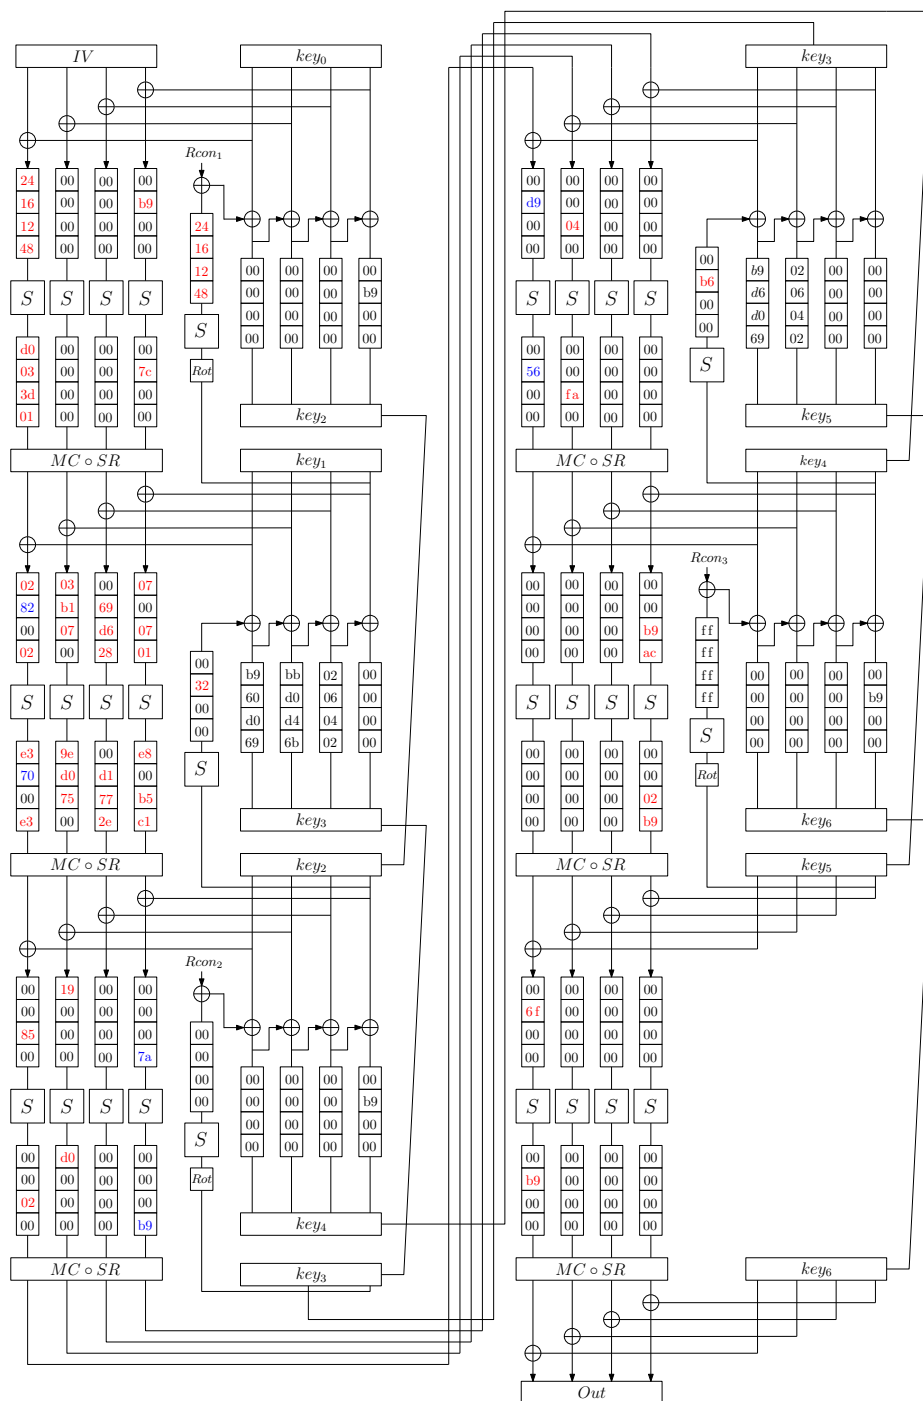 IV key₀ key₃
Rcon₁
24 00 00 00
16 00 00 b9
12 00 00 00
48 00 00 00
24
16
12
48
00 00 00 00
00 00 00 b9
00 00 00 00
00 00 00 00
S S S S
S
Rot
d0 00 00 00
03 00 00 7c
3d 00 00 00
01 00 00 00
key₂
MC ∘ SR key₁
02 03 00 07
82 b1 69 00
00 07 d6 07
02 00 28 01
00
32
00
00
b9 bb 02 00
60 d0 06 00
d0 d4 04 00
69 6b 02 00
S S S S
S
e3 9e 00 e8
70 d0 d1 00
00 75 77 b5
e3 00 2e c1
key₃
MC ∘ SR key₂
Rcon₂
00 19 00 00
00 00 00 00
85 00 00 00
00 00 00 7a
00
00
00
00
00 00 00 00
00 00 00 b9
00 00 00 00
00 00 00 00
S S S S
S
Rot
00 d0 00 00
00 00 00 00
02 00 00 00
00 00 00 b9
key₄
MC ∘ SR key₃
00 00 00 00
d9 00 00 00
00 04 00 00
00 00 00 00
00
b6
00
00
b9 02 00 00
d6 06 00 00
d0 04 00 00
69 02 00 00
S S S S
S
00 00 00 00
56 00 00 00
00 fa 00 00
00 00 00 00
key₅
MC ∘ SR key₄
Rcon₃
00 00 00 00
00 00 00 00
00 00 00 b9
00 00 00 ac
ff
ff
ff
ff
00 00 00 00
00 00 00 b9
00 00 00 00
00 00 00 00
S S S S
S
Rot
00 00 00 00
00 00 00 00
00 00 00 02
00 00 00 b9
key₆
MC ∘ SR key₅
00 00 00 00
6f 00 00 00
00 00 00 00
00 00 00 00
S S S S
00 00 00 00
b9 00 00 00
00 00 00 00
00 00 00 00
MC ∘ SR key₆
Out